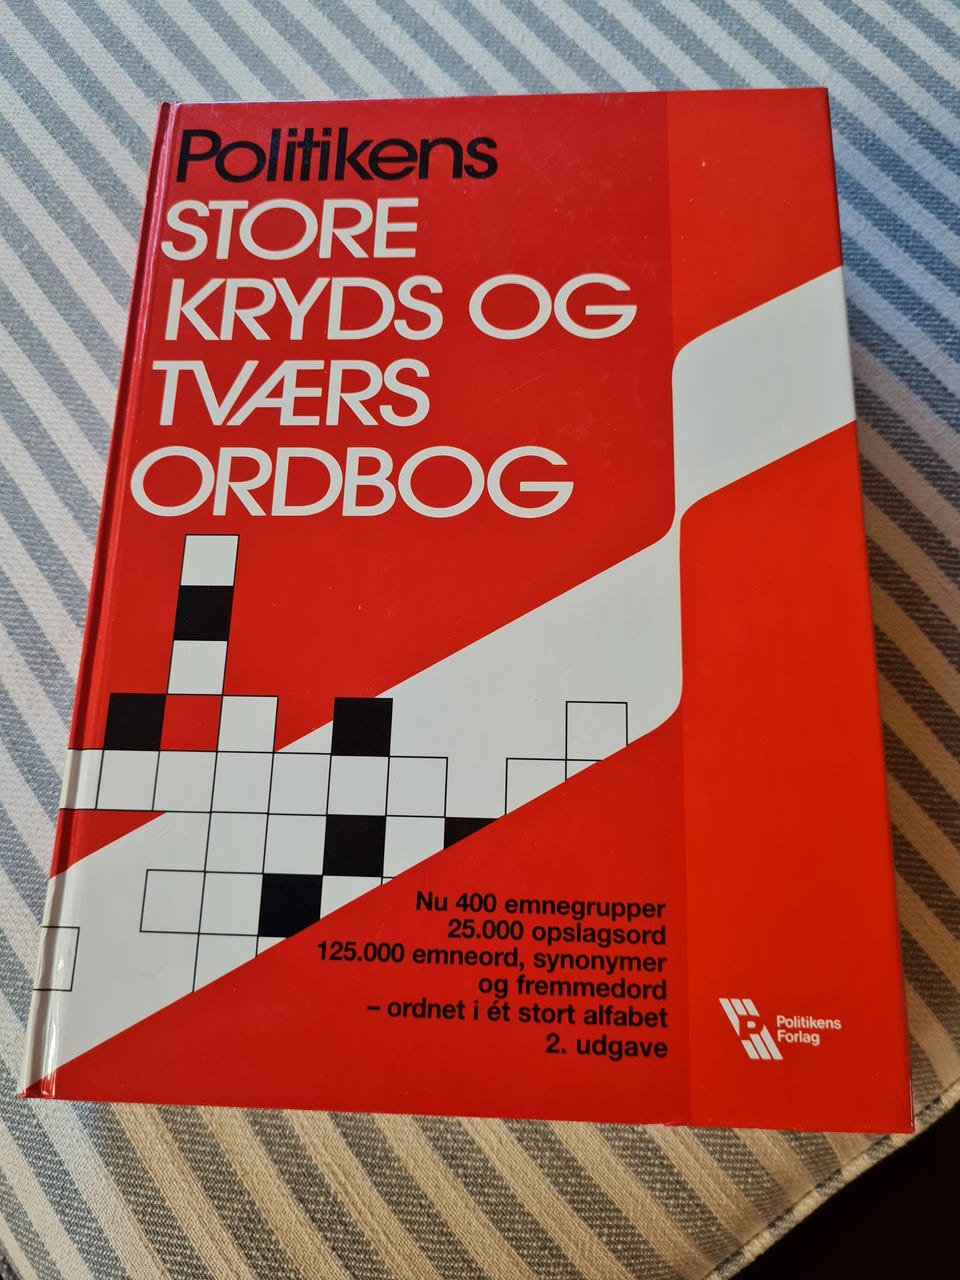 Politikens
STORE
KRYDS OG
TVÆRS
ORDBOG
Nu 400 emnegrupper
25.000 opslagsord
125.000 emneord, synonymer
og fremmedord
– ordnet i ét stort alfabet
2. udgave
Politikens
Forlag